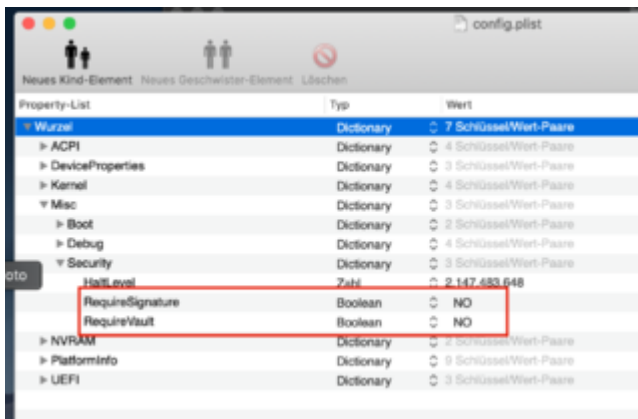 config.plist
Neues Kind-Element Neues Geschwister-Element Löschen
Property-List Typ Wert
Wurzel Dictionary 7 Schlüssel/Wert-Paare
ACPI Dictionary 4 Schlüssel/Wert-Paare
DeviceProperties Dictionary 3 Schlüssel/Wert-Paare
Kernel Dictionary 4 Schlüssel/Wert-Paare
Misc Dictionary 3 Schlüssel/Wert-Paare
Boot Dictionary 2 Schlüssel/Wert-Paare
Debug Dictionary 4 Schlüssel/Wert-Paare
oto
Security Dictionary 3 Schlüssel/Wert-Paare
HaltLevel Zahl 2.147.483.648
RequireSignature Boolean NO
RequireVault Boolean NO
NVRAM Dictionary 2 Schlüssel/Wert-Paare
PlatformInfo Dictionary 9 Schlüssel/Wert-Paare
UEFI Dictionary 3 Schlüssel/Wert-Paare